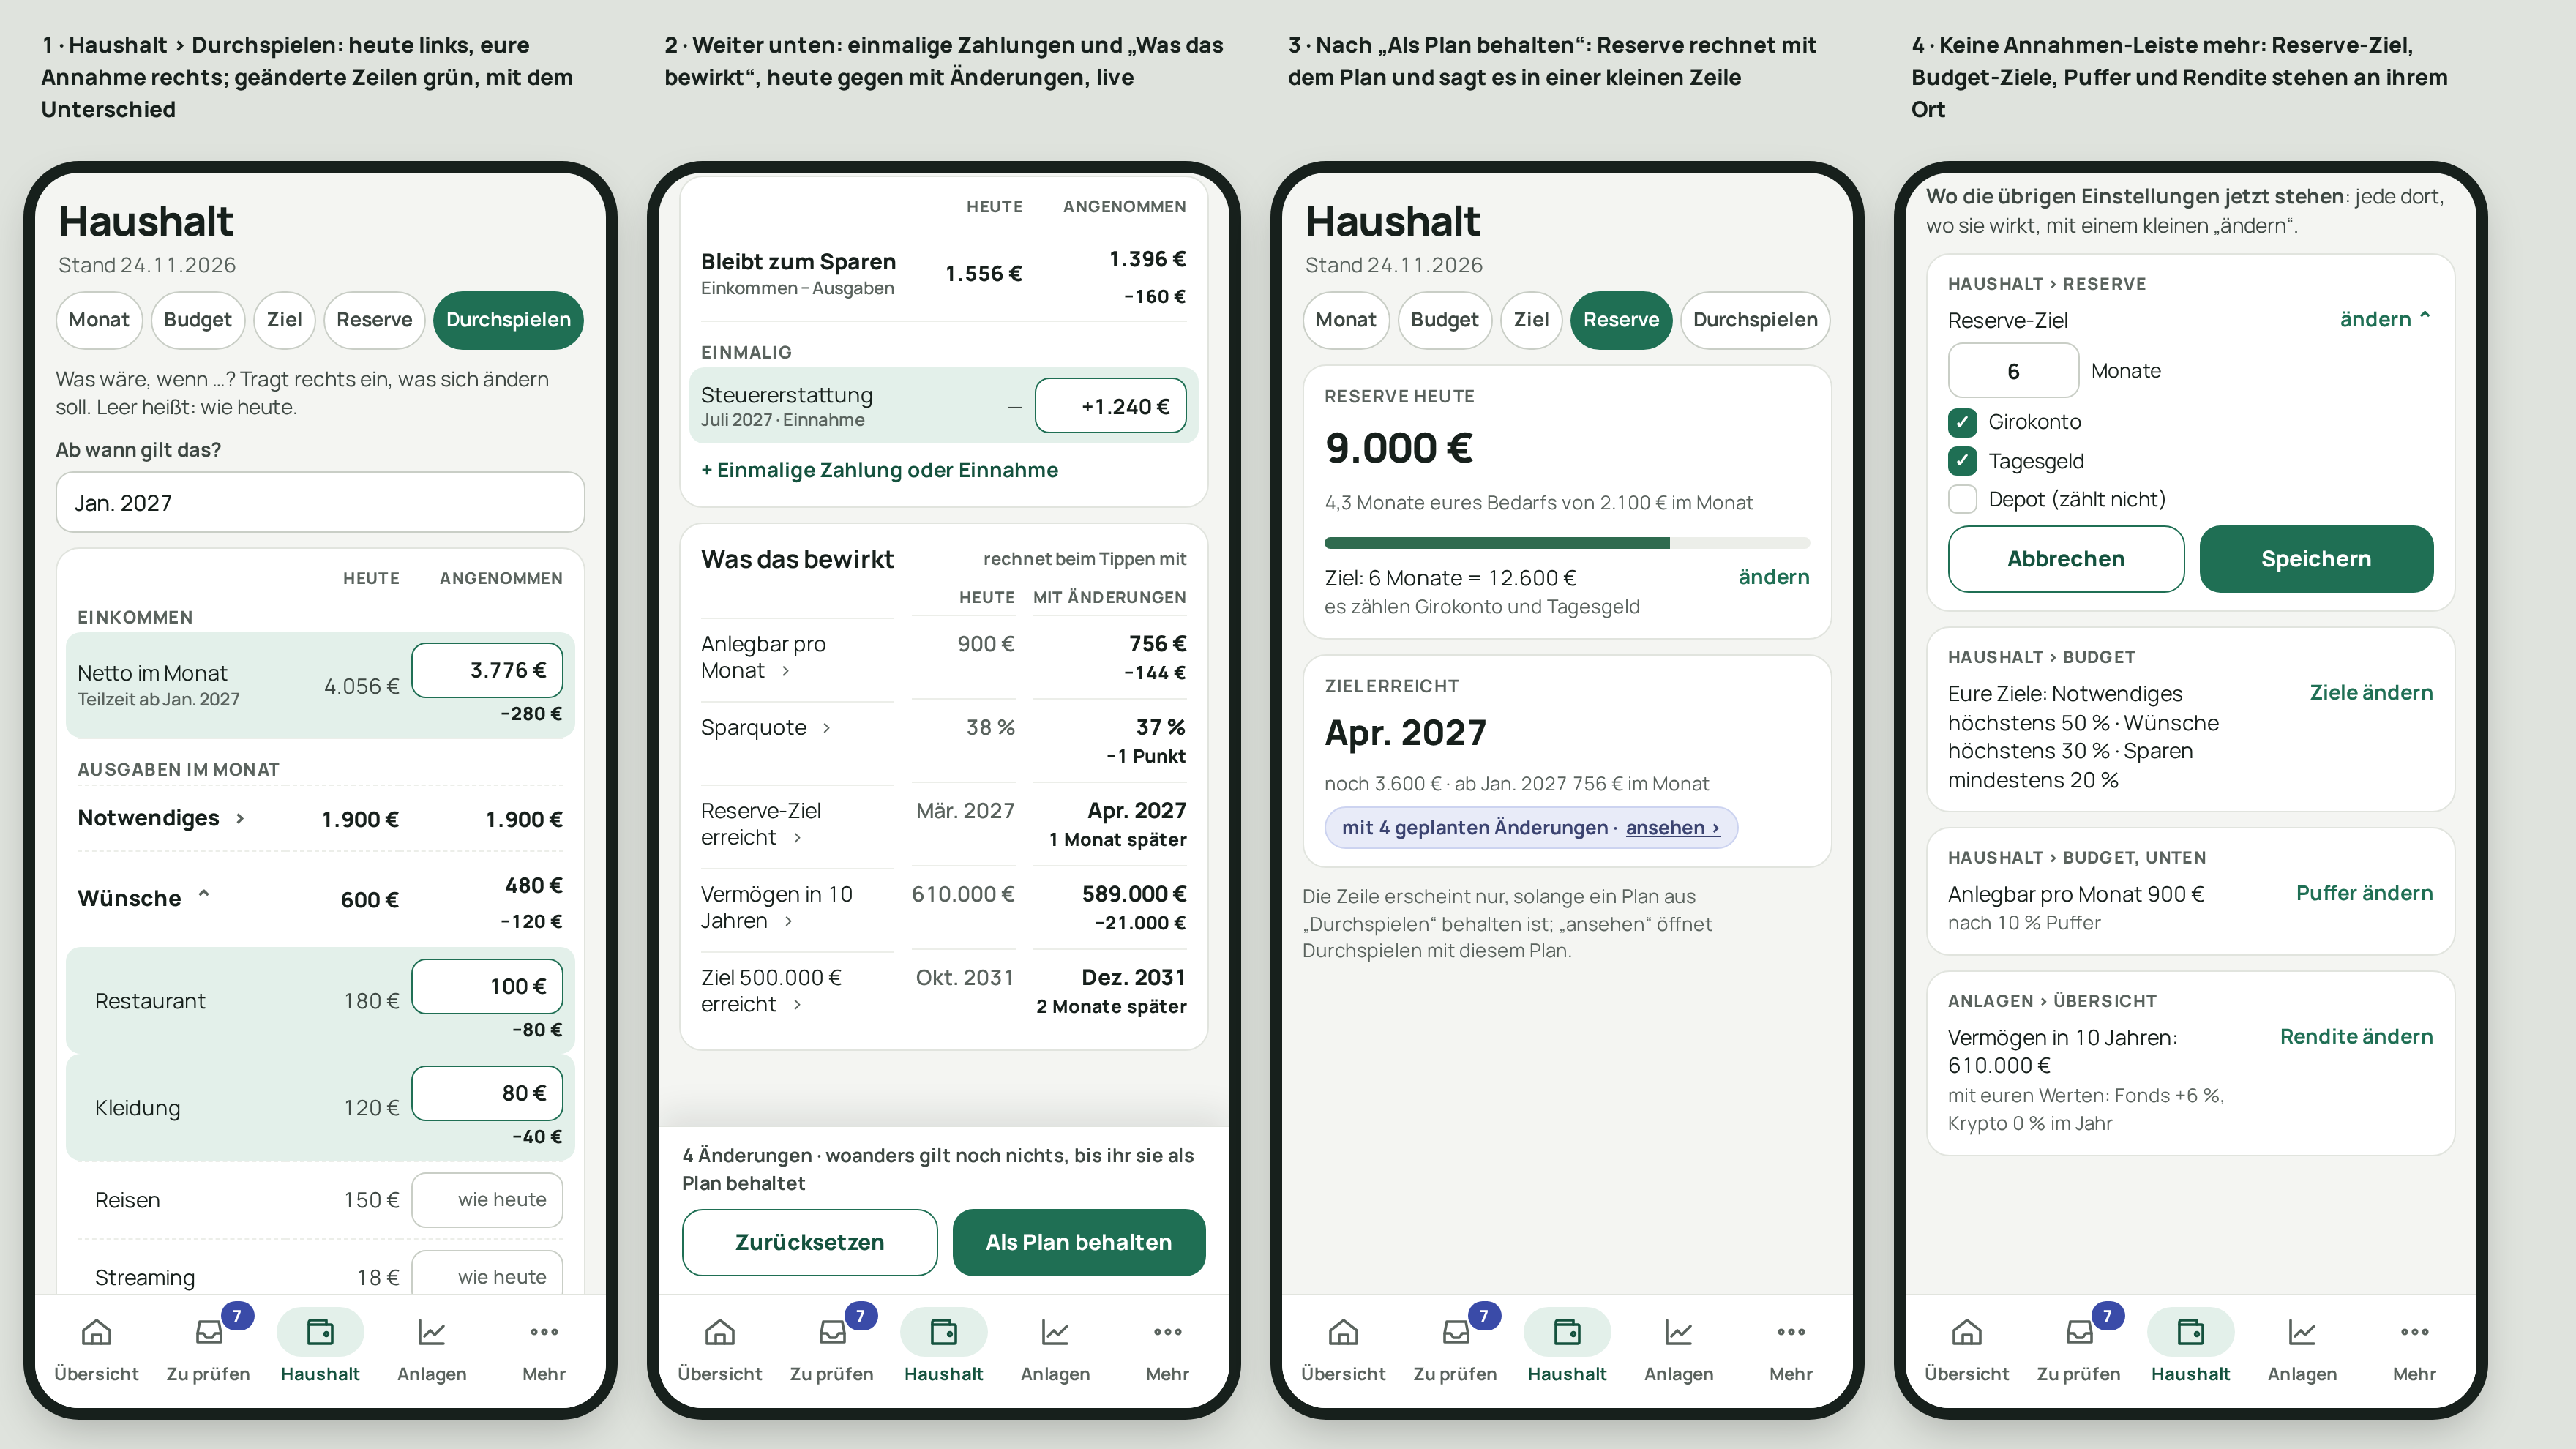 1 · Haushalt › Durchspielen: heute links, eure
Annahme rechts; geänderte Zeilen grün, mit dem
Unterschied
Haushalt
Stand 24.11.2026
Monat Budget Ziel Reserve Durchspielen
Was wäre, wenn …? Tragt rechts ein, was sich ändern
soll. Leer heißt: wie heute.
Ab wann gilt das?
Jan. 2027
HEUTE ANGENOMMEN
EINKOMMEN
Netto im Monat 4.056 € 3.776 €
Teilzeit ab Jan. 2027
−280 €
AUSGABEN IM MONAT
Notwendiges › 1.900 € 1.900 €
Wünsche ⌃ 600 € 480 €
−120 €
Restaurant 180 € 100 €
−80 €
Kleidung 120 € 80 €
−40 €
Reisen 150 € wie heute
Streaming 18 € wie heute
7
Übersicht Zu prüfen Haushalt Anlagen Mehr
2 · Weiter unten: einmalige Zahlungen und „Was das
bewirkt“, heute gegen mit Änderungen, live
HEUTE ANGENOMMEN
Bleibt zum Sparen 1.556 € 1.396 €
Einkommen − Ausgaben −160 €
EINMALIG
Steuererstattung — +1.240 €
Juli 2027 · Einnahme
+ Einmalige Zahlung oder Einnahme
Was das bewirkt rechnet beim Tippen mit
HEUTE MIT ÄNDERUNGEN
Anlegbar pro 900 € 756 €
Monat › −144 €
Sparquote › 38 % 37 %
−1 Punkt
Reserve-Ziel Mär. 2027 Apr. 2027
erreicht › 1 Monat später
Vermögen in 10 610.000 € 589.000 €
Jahren › −21.000 €
Ziel 500.000 € Okt. 2031 Dez. 2031
erreicht › 2 Monate später
4 Änderungen · woanders gilt noch nichts, bis ihr sie als
Plan behaltet
Zurücksetzen Als Plan behalten
7
Übersicht Zu prüfen Haushalt Anlagen Mehr
3 · Nach „Als Plan behalten“: Reserve rechnet mit
dem Plan und sagt es in einer kleinen Zeile
Haushalt
Stand 24.11.2026
Monat Budget Ziel Reserve Durchspielen
RESERVE HEUTE
9.000 €
4,3 Monate eures Bedarfs von 2.100 € im Monat
Ziel: 6 Monate = 12.600 € ändern
es zählen Girokonto und Tagesgeld
ZIEL ERREICHT
Apr. 2027
noch 3.600 € · ab Jan. 2027 756 € im Monat
mit 4 geplanten Änderungen · ansehen ›
Die Zeile erscheint nur, solange ein Plan aus
„Durchspielen“ behalten ist; „ansehen“ öffnet
Durchspielen mit diesem Plan.
7
Übersicht Zu prüfen Haushalt Anlagen Mehr
4 · Keine Annahmen-Leiste mehr: Reserve-Ziel,
Budget-Ziele, Puffer und Rendite stehen an ihrem
Ort
Wo die übrigen Einstellungen jetzt stehen: jede dort,
wo sie wirkt, mit einem kleinen „ändern“.
HAUSHALT › RESERVE
Reserve-Ziel ändern ⌃
6 Monate
✓ Girokonto
✓ Tagesgeld
Depot (zählt nicht)
Abbrechen Speichern
HAUSHALT › BUDGET
Eure Ziele: Notwendiges Ziele ändern
höchstens 50 % · Wünsche
höchstens 30 % · Sparen
mindestens 20 %
HAUSHALT › BUDGET, UNTEN
Anlegbar pro Monat 900 € Puffer ändern
nach 10 % Puffer
ANLAGEN › ÜBERSICHT
Vermögen in 10 Jahren: Rendite ändern
610.000 €
mit euren Werten: Fonds +6 %,
Krypto 0 % im Jahr
7
Übersicht Zu prüfen Haushalt Anlagen Mehr